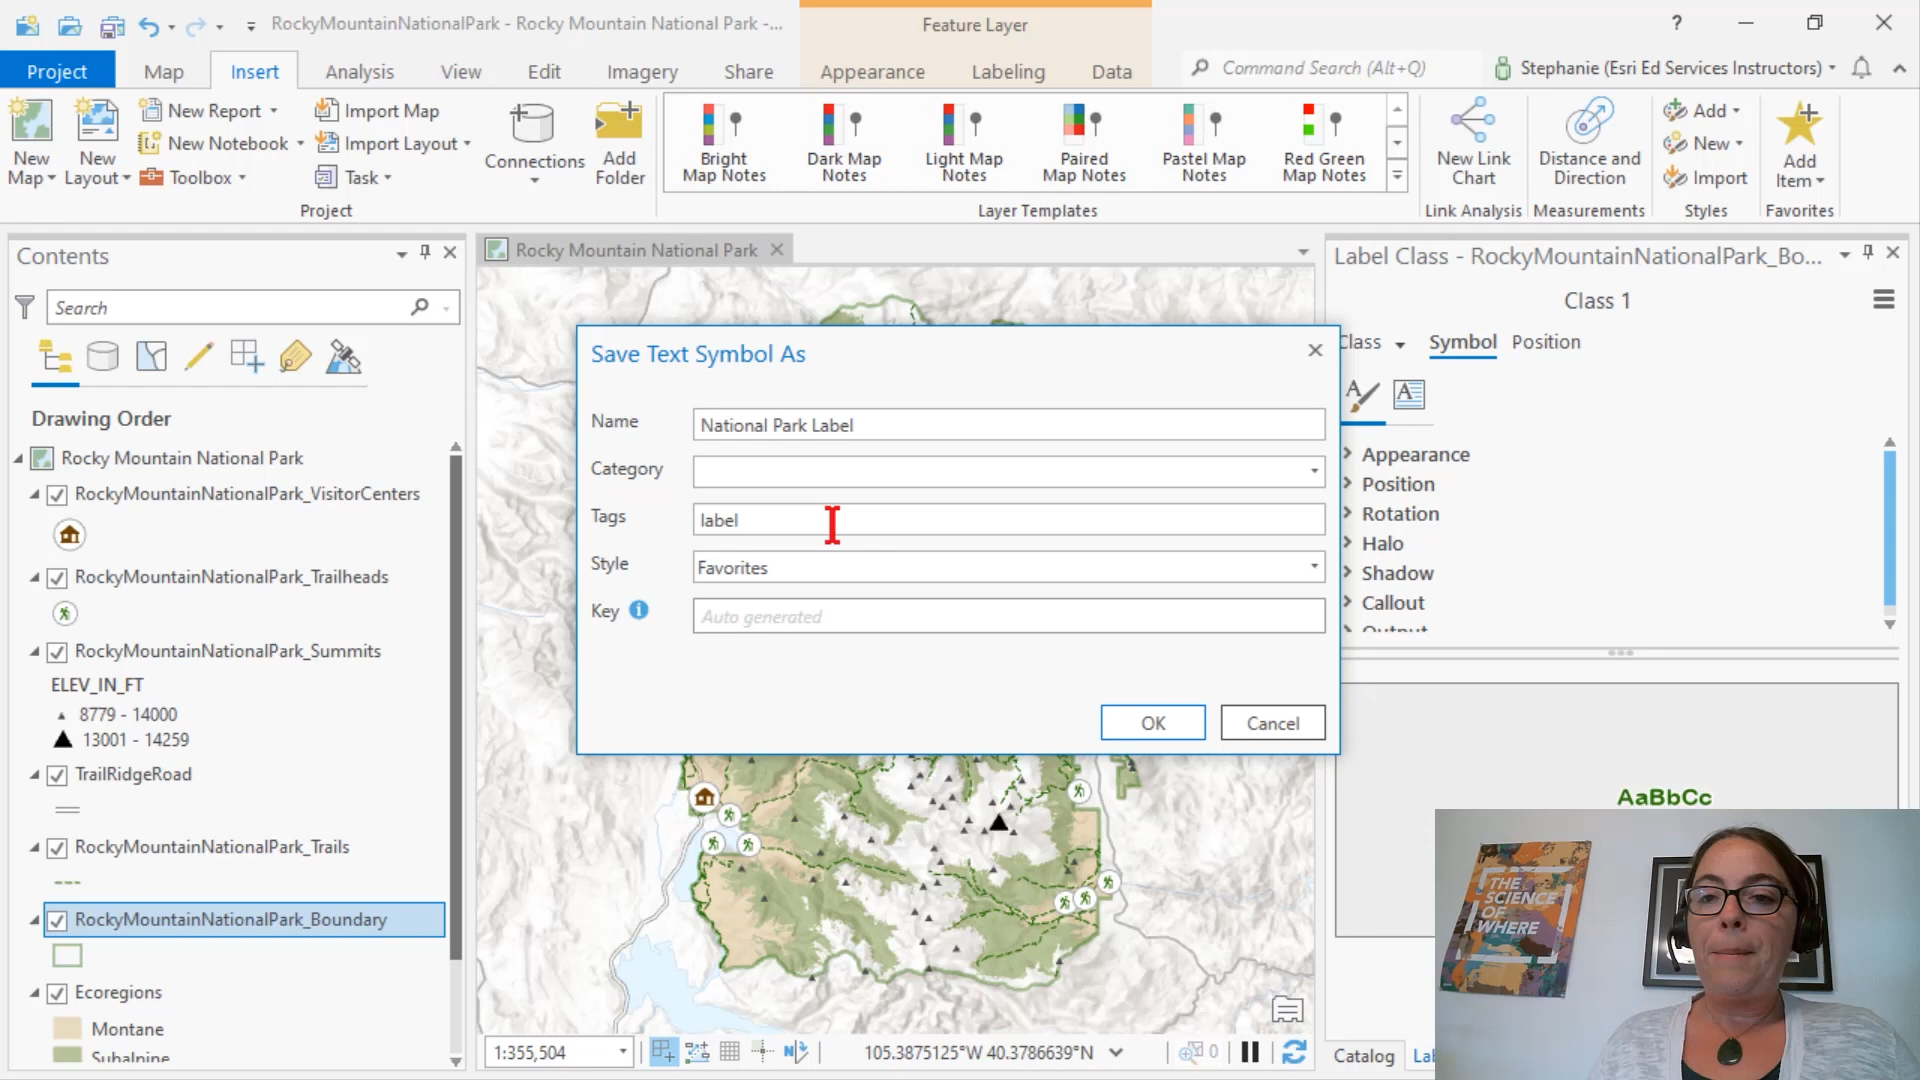 RockyMountainNationalPark - Rocky Mountain National Park -...
Feature Layer
Project
Map
Insert
Analysis
View
Edit
Imagery
Share
Appearance
Labeling
Data
Command Search (Alt+Q)
Stephanie (Esri Ed Services Instructors)
New Map
New Layout
New Report
New Notebook
Toolbox
Import Map
Import Layout
Task
Project
Connections
Add Folder
Bright Map Notes
Dark Map Notes
Light Map Notes
Paired Map Notes
Pastel Map Notes
Red Green Map Notes
Layer Templates
New Link Chart
Link Analysis
Distance and Direction
Measurements
Add
New
Import
Styles
Add Item
Favorites
Contents
Search
Drawing Order
Rocky Mountain National Park
RockyMountainNationalPark_VisitorCenters
RockyMountainNationalPark_Trailheads
RockyMountainNationalPark_Summits
ELEV_IN_FT
8779 - 14000
13001 - 14259
TrailRidgeRoad
RockyMountainNationalPark_Trails
RockyMountainNationalPark_Boundary
Ecoregions
Montane
Subalpine
Rocky Mountain National Park
Save Text Symbol As
Name
National Park Label
Category
Tags
label
Style
Favorites
Key
Auto generated
OK
Cancel
1:355,504
105.3875125°W 40.3786639°N
0
Label Class - RockyMountainNationalPark_Bo...
Class 1
Class
Symbol
Position
Appearance
Position
Rotation
Halo
Shadow
Callout
Output
AaBbCc
Catalog
THE
SCIENCE
OF
WHERE